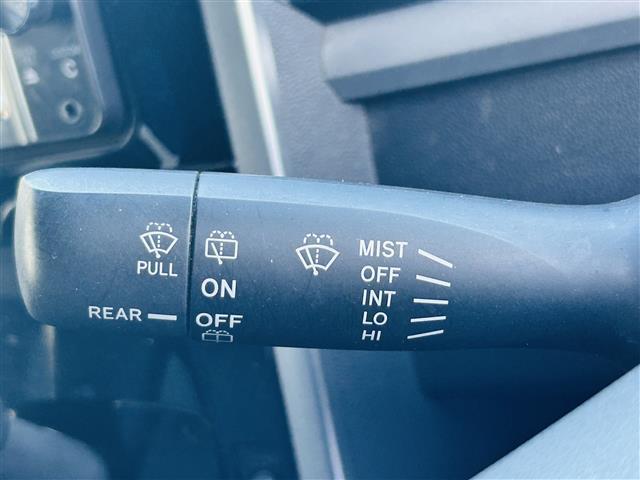 PULL
REAR
ON
OFF
MIST
OFF
INT
LO
HI